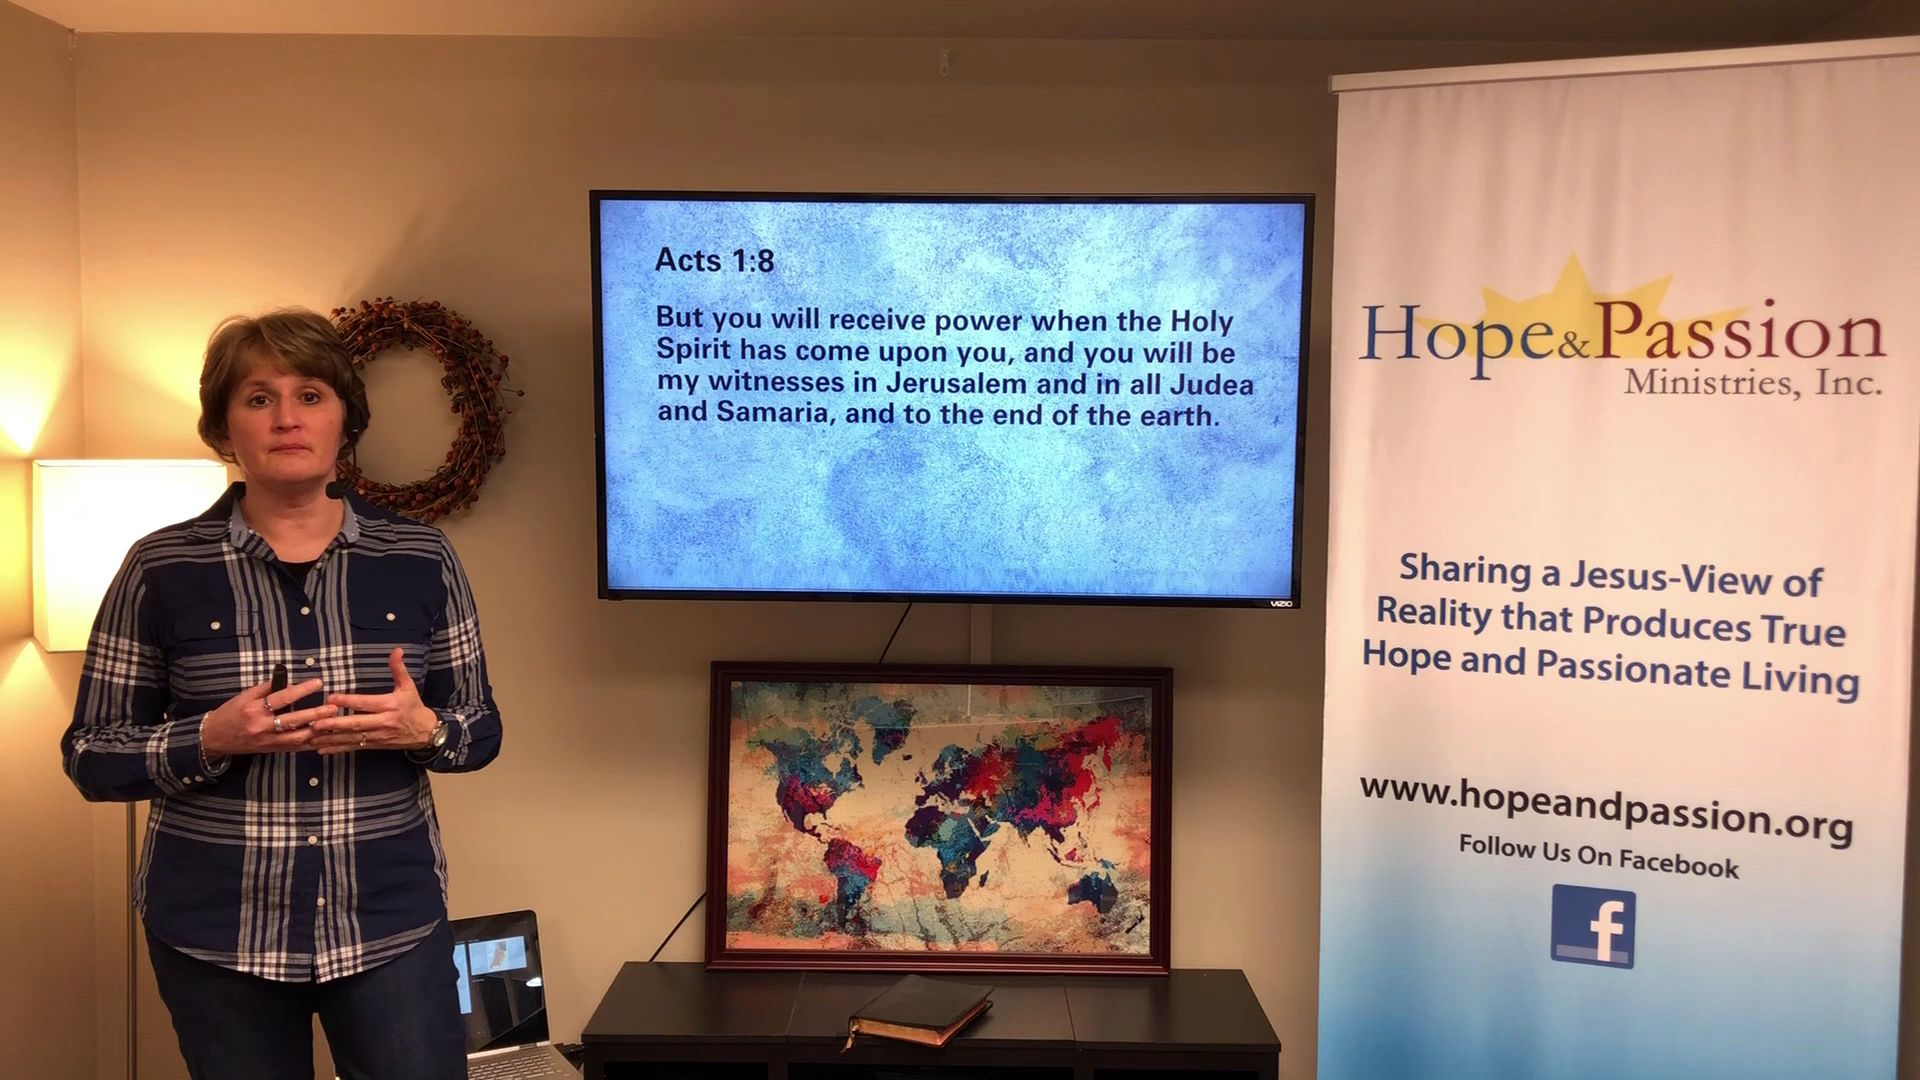 Acts 1:8
But you will receive power when the Holy
Spirit has come upon you, and you will be
my witnesses in Jerusalem and in all Judea
and Samaria, and to the end of the earth.
VIZIO
Hope&Passion
Ministries, Inc.
Sharing a Jesus-View of
Reality that Produces True
Hope and Passionate Living
www.hopeandpassion.org
Follow Us On Facebook
f